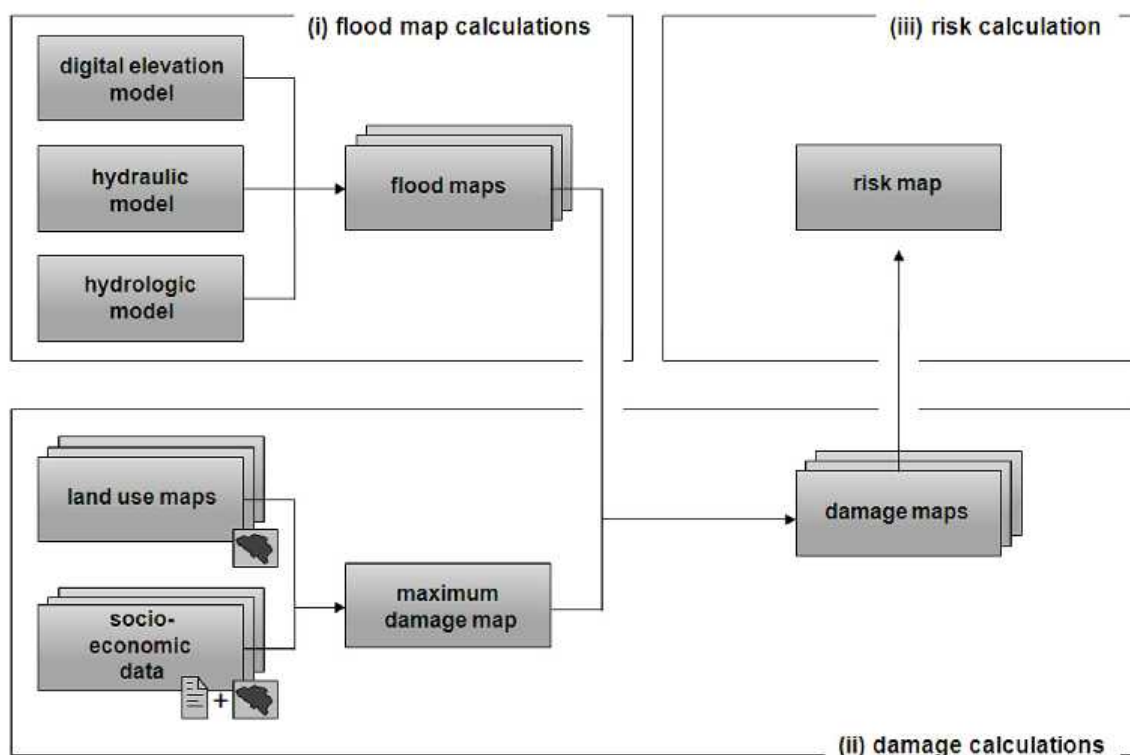 (i) flood map calculations
digital elevation
model
hydraulic
model
hydrologic
model
flood maps
(iii) risk calculation
risk map
land use maps
socio-
economic
data
+
maximum
damage map
damage maps
(ii) damage calculations